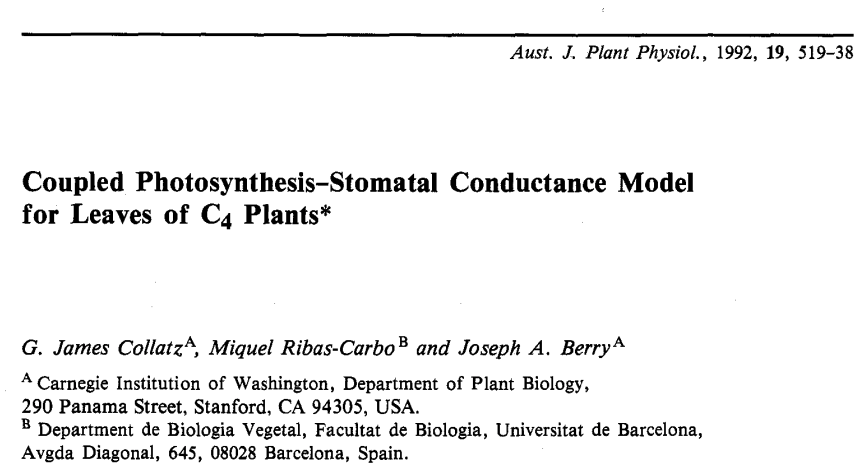 Aust. J. Plant Physiol., 1992, 19, 519–38
Coupled Photosynthesis–Stomatal Conductance Model
for Leaves of C4 Plants*
G. James Collatz A, Miquel Ribas-Carbo B and Joseph A. Berry A
A Carnegie Institution of Washington, Department of Plant Biology,
290 Panama Street, Stanford, CA 94305, USA.
B Department de Biologia Vegetal, Facultat de Biologia, Universitat de Barcelona,
Avgda Diagonal, 645, 08028 Barcelona, Spain.